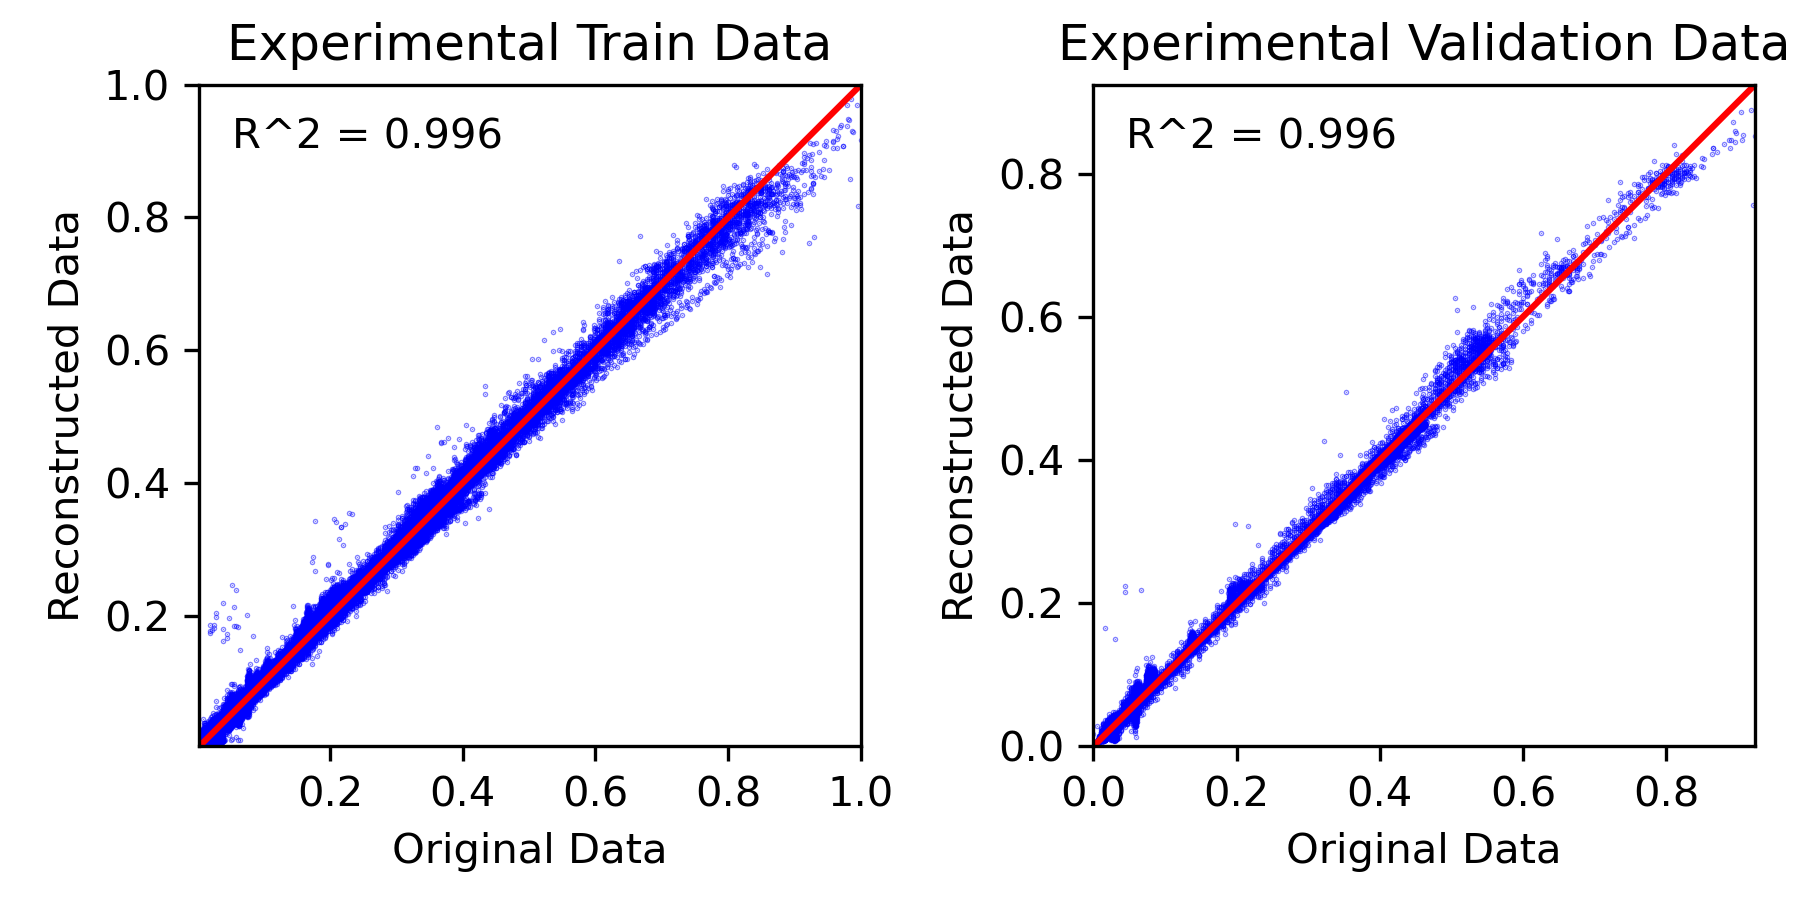 Experimental Train Data
R^2 = 0.996
1.0
0.8
0.6
0.4
0.2
Reconstructed Data
0.2 0.4 0.6 0.8 1.0
Original Data
Experimental Validation Data
R^2 = 0.996
0.8
0.6
0.4
0.2
0.0
Reconstructed Data
0.0 0.2 0.4 0.6 0.8
Original Data